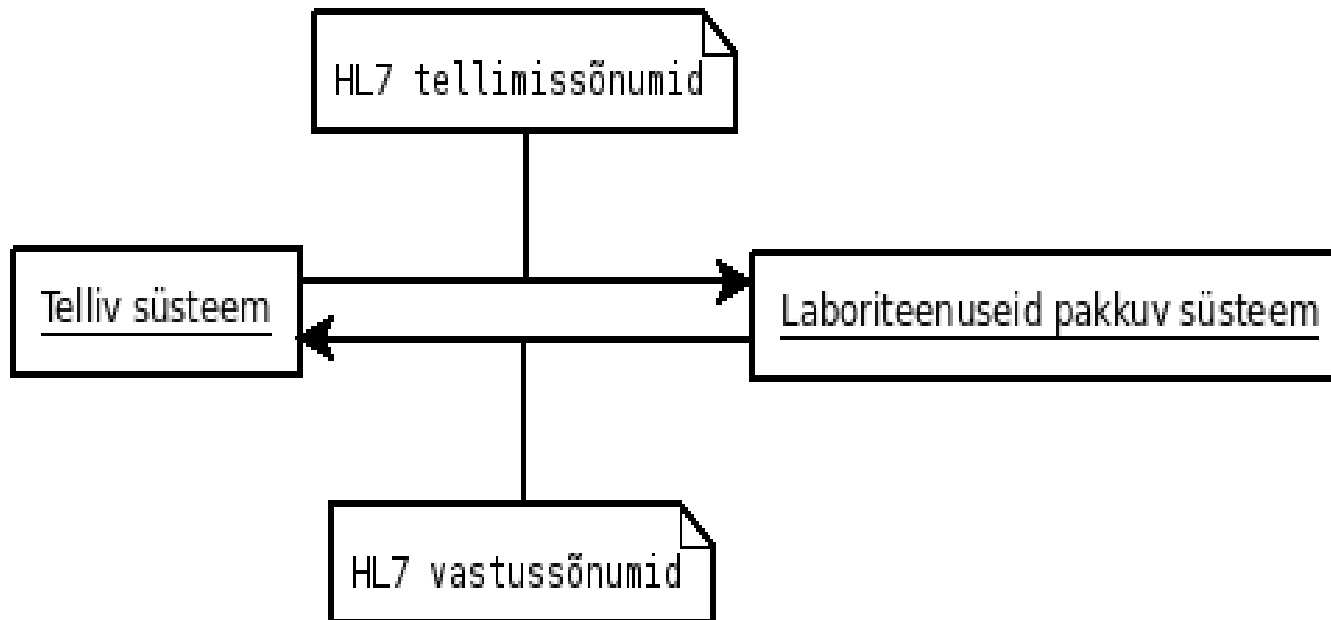 HL7 tellimissõnumid
Telliv süsteem
Laboriteenuseid pakkuv süsteem
HL7 vastussõnumid